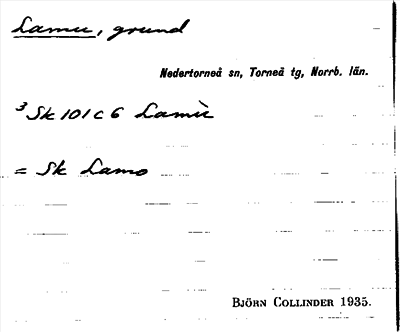 Lamu, grund
Nedertorneå sn, Torneå tg, Norrb. län.
³Sk 101 c 6 Lamù
= Sk Lamo
BJÖRN COLLINDER 1935.